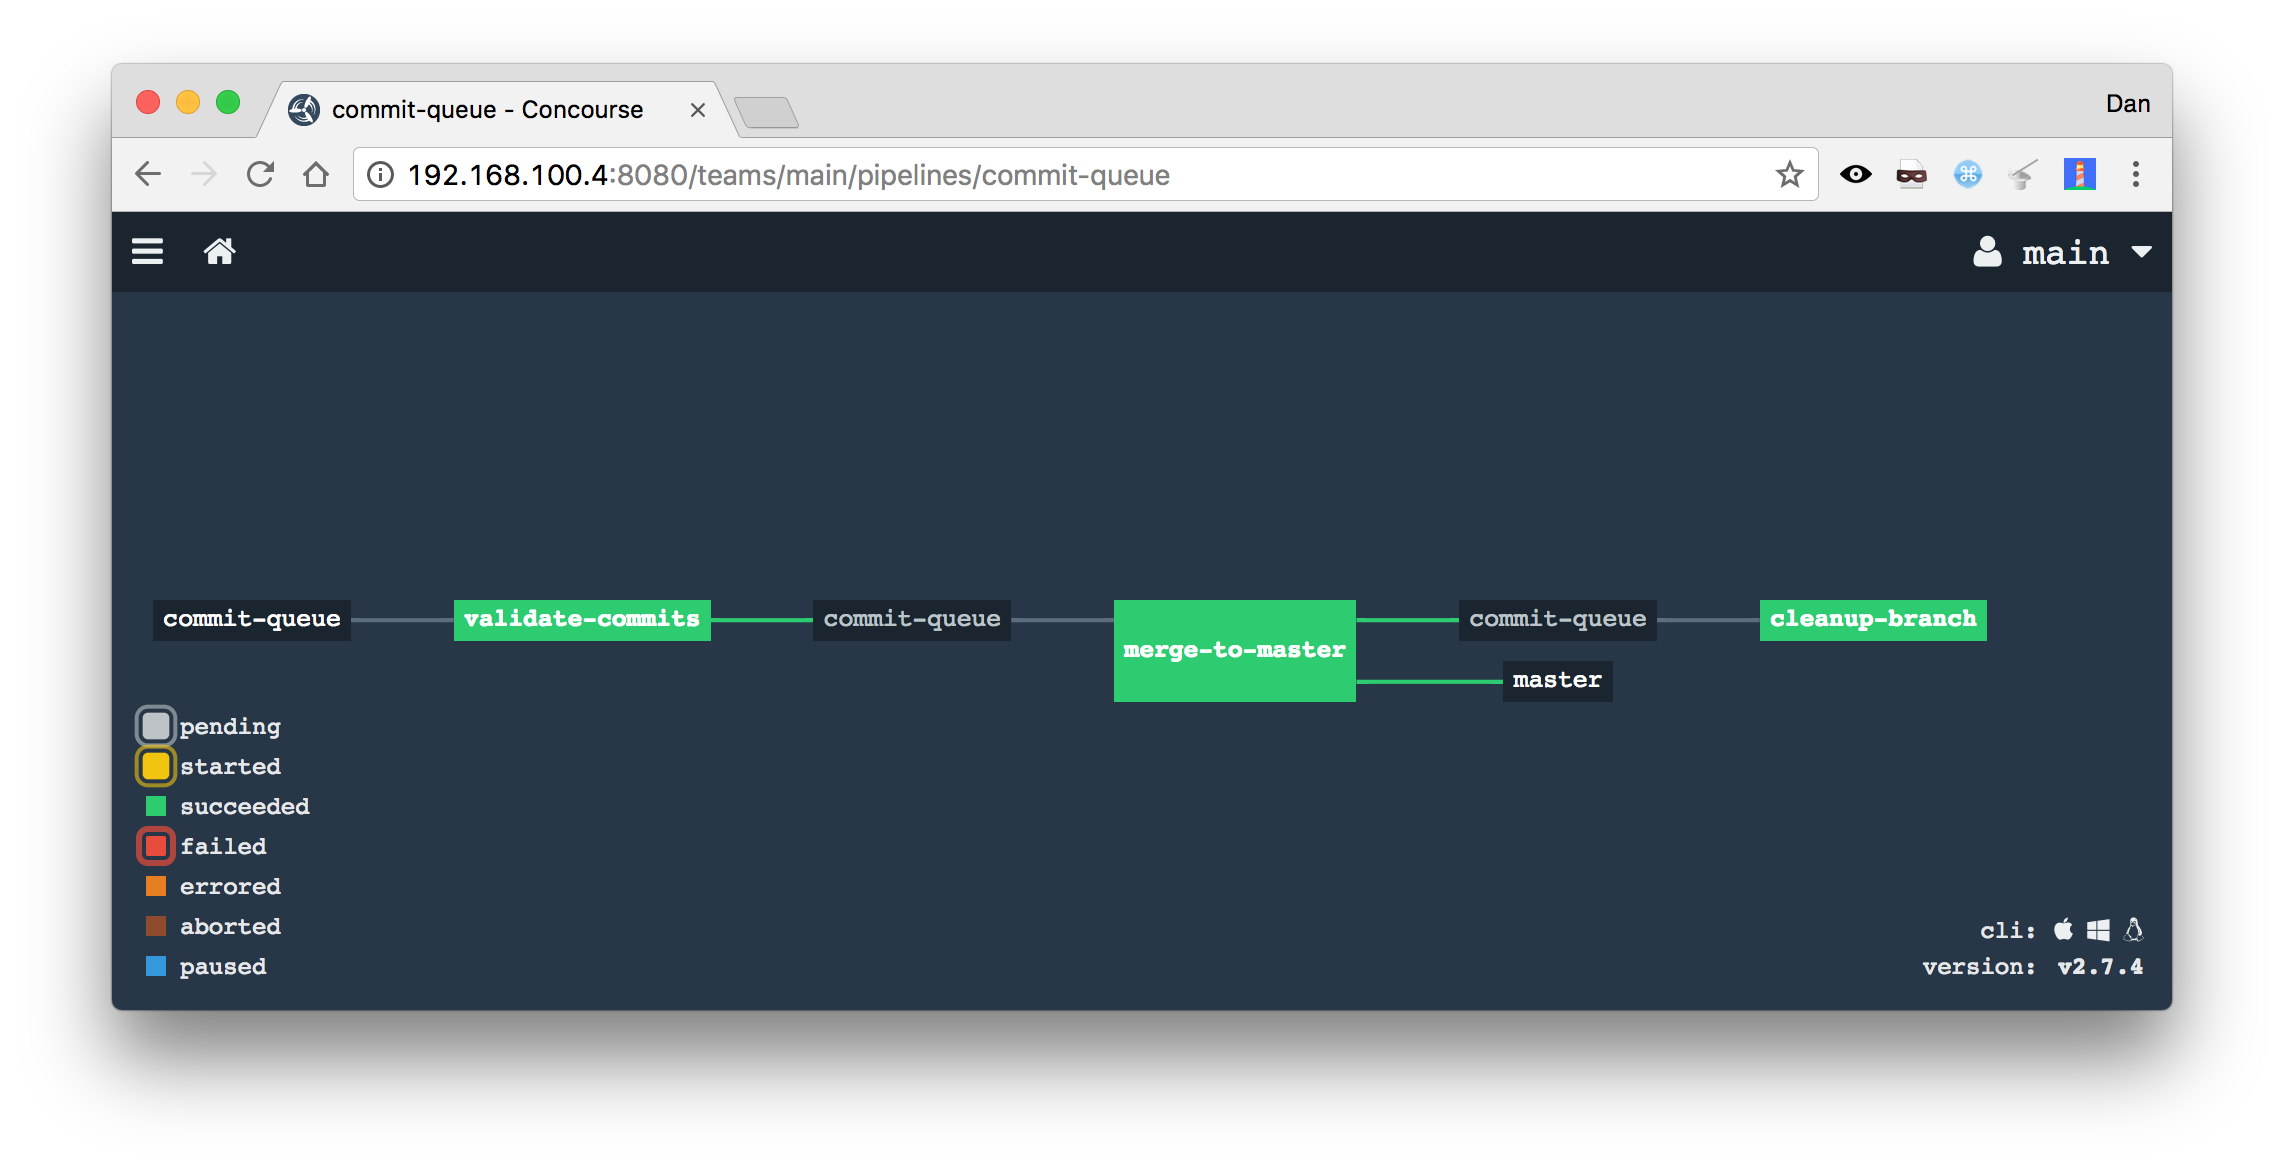 commit-queue - Concourse
Dan
192.168.100.4:8080/teams/main/pipelines/commit-queue
main
commit-queue
validate-commits
commit-queue
merge-to-master
commit-queue
cleanup-branch
master
pending
started
succeeded
failed
errored
aborted
paused
cli:
version: v2.7.4